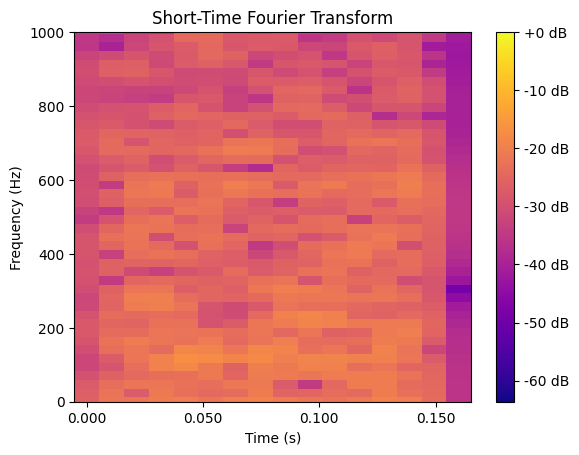 Short-Time Fourier Transform
1000
800
600
400
200
0
Frequency (Hz)
0.000
0.050
0.100
0.150
Time (s)
+0 dB
-10 dB
-20 dB
-30 dB
-40 dB
-50 dB
-60 dB